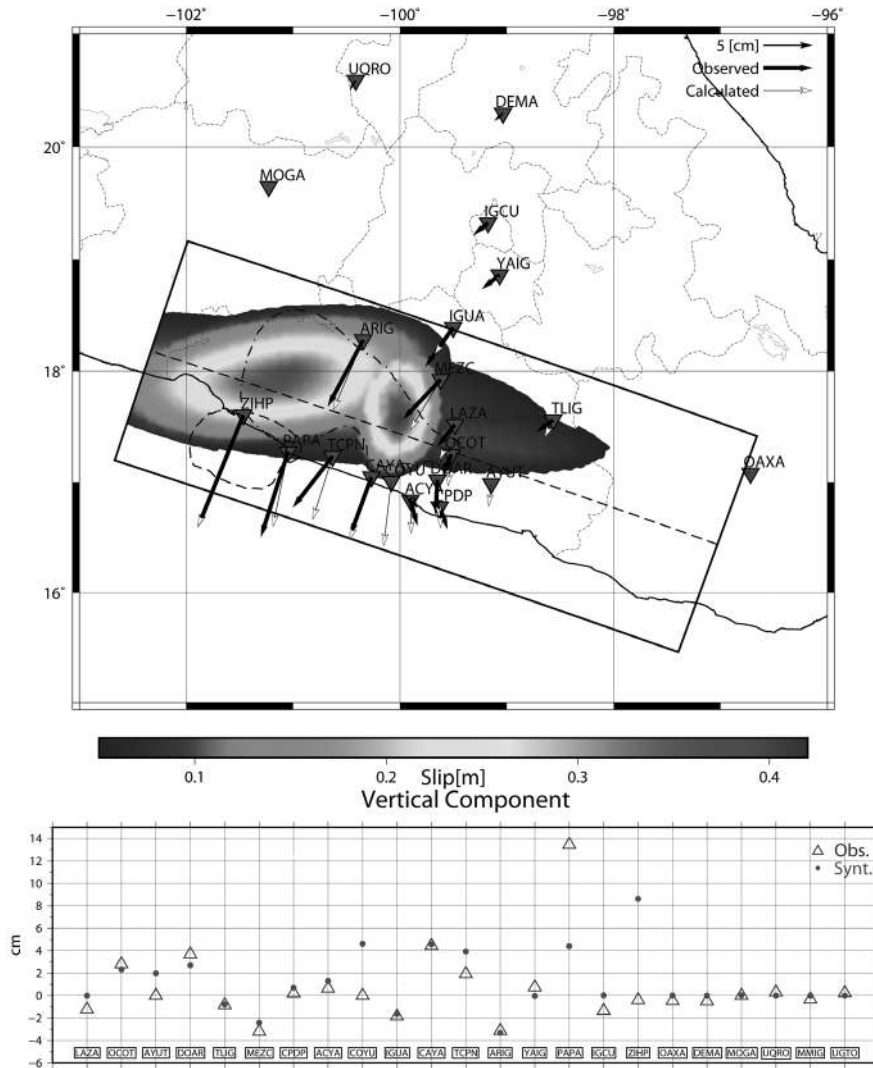 −102° −100° −98° −96°
5 [cm]
Observed
Calculated
UQRO
DEMA
20°
MOGA
IGCU
YAIG
IGUA
ARIG
18°
MEZC
ZIHP
LAZA
TLIG
PAPA
TCPN
OCOT
OAXA
CAYA
COYU
DOAR
AYUT
ACYA
CPDP
16°
0.1 0.2 0.3 0.4
Slip[m]
Vertical Component
14
12
10
8
6
4
2
0
−2
−4
−6
cm
Obs.
Synt.
LAZA OCOT AYUT DOAR TLIG MEZC CPDP ACYA COYU IGUA CAYA TCPN ARIG YAIG PAPA IGCU ZIHP OAXA DEMA MOGA UQRO MMIG UGTO